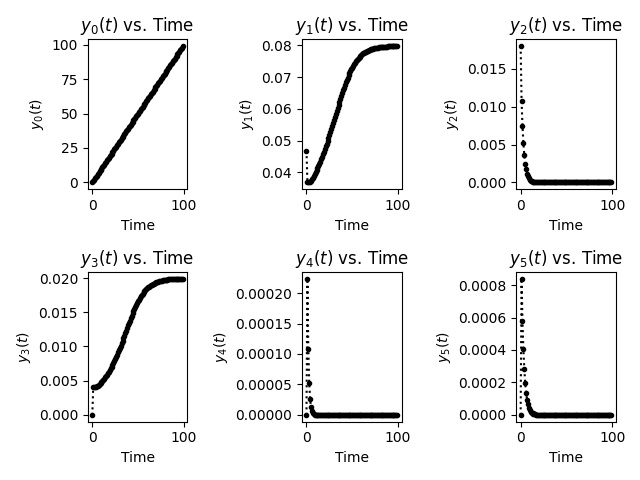 y₀(t) vs. Time
y₁(t) vs. Time
y₂(t) vs. Time
100
75
50
25
0
y₀(t)
0 100
Time
0.08
0.07
0.06
0.05
0.04
y₁(t)
0 100
Time
0.015
0.010
0.005
0.000
y₂(t)
0 100
Time
y₃(t) vs. Time
y₄(t) vs. Time
y₅(t) vs. Time
0.020
0.015
0.010
0.005
0.000
y₃(t)
0 100
Time
0.00020
0.00015
0.00010
0.00005
0.00000
y₄(t)
0 100
Time
0.0008
0.0006
0.0004
0.0002
0.0000
y₅(t)
0 100
Time